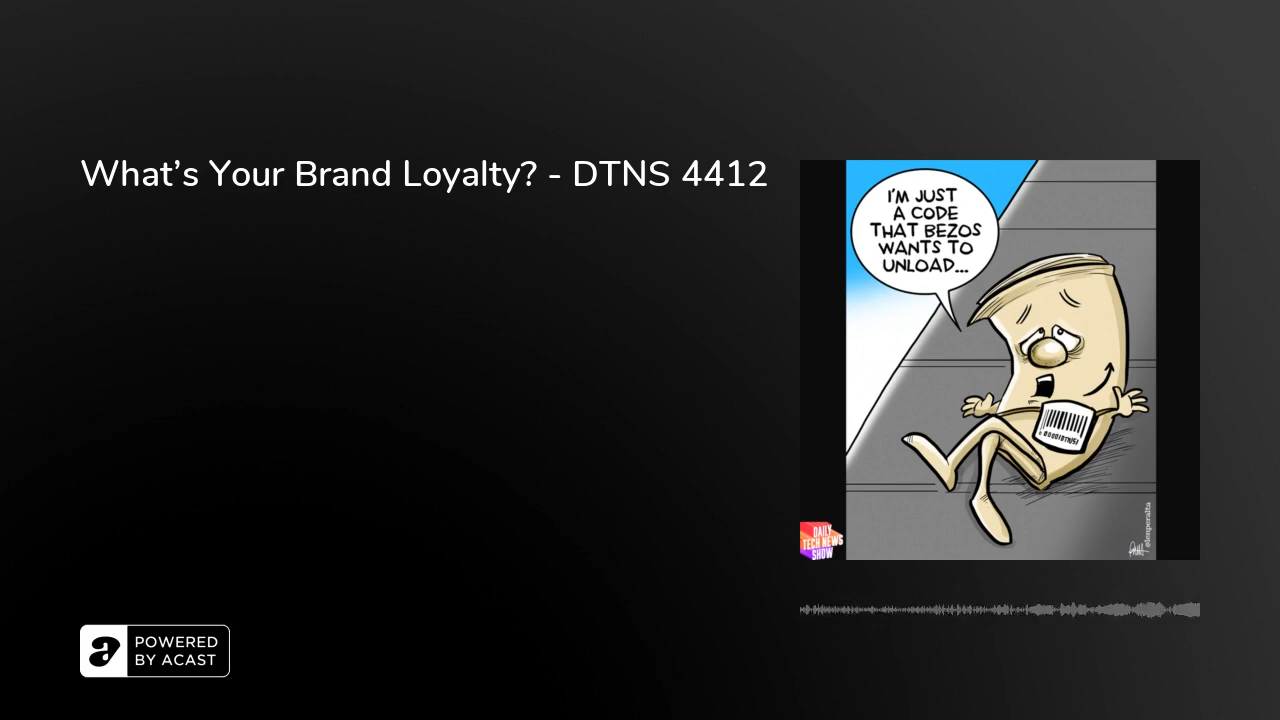 What's Your Brand Loyalty? - DTNS 4412
I'M JUST
A CODE
THAT BEZOS
WANTS TO
UNLOAD...
DAILY
TECH NEWS
SHOW
@lenperalta
POWERED
BY ACAST